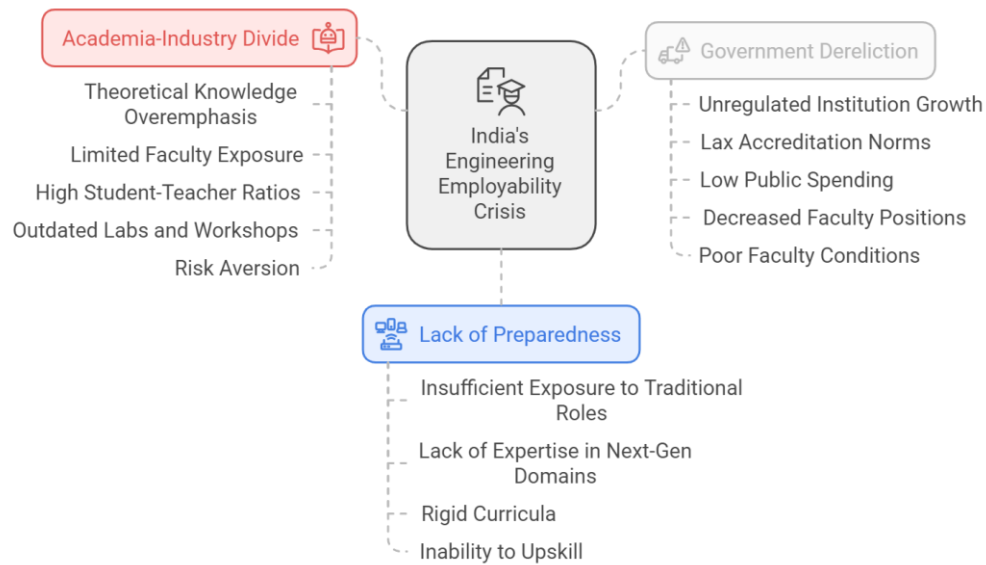 Academia-Industry Divide
Theoretical Knowledge
Overemphasis
Limited Faculty Exposure
High Student-Teacher Ratios
Outdated Labs and Workshops
Risk Aversion
India's
Engineering
Employability
Crisis
Government Dereliction
Unregulated Institution Growth
Lax Accreditation Norms
Low Public Spending
Decreased Faculty Positions
Poor Faculty Conditions
Lack of Preparedness
Insufficient Exposure to Traditional
Roles
Lack of Expertise in Next-Gen
Domains
Rigid Curricula
Inability to Upskill